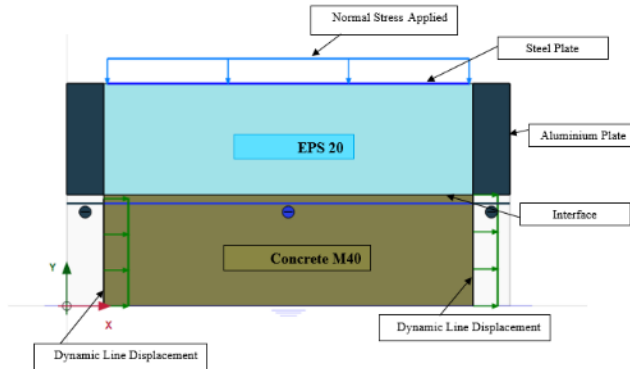 Normal Stress Applied
Steel Plate
EPS 20
Aluminium Plate
Interface
Concrete M40
Y
X
Dynamic Line Displacement
Dynamic Line Displacement